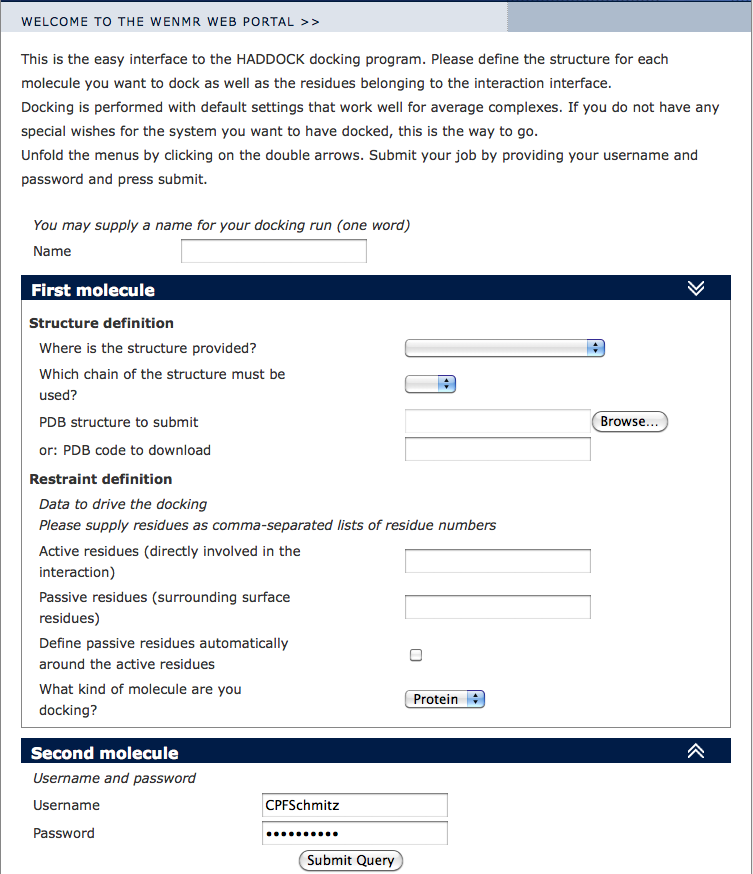 WELCOME TO THE WENMR WEB PORTAL >>
This is the easy interface to the HADDOCK docking program. Please define the structure for each
molecule you want to dock as well as the residues belonging to the interaction interface.
Docking is performed with default settings that work well for average complexes. If you do not have any
special wishes for the system you want to have docked, this is the way to go.
Unfold the menus by clicking on the double arrows. Submit your job by providing your username and
password and press submit.
You may supply a name for your docking run (one word)
Name
First molecule
Structure definition
Where is the structure provided?
Which chain of the structure must be
used?
PDB structure to submit
Browse...
or: PDB code to download
Restraint definition
Data to drive the docking
Please supply residues as comma-separated lists of residue numbers
Active residues (directly involved in the
interaction)
Passive residues (surrounding surface
residues)
Define passive residues automatically
around the active residues
What kind of molecule are you
docking?
Protein
Second molecule
Username and password
Username
CPFSchmitz
Password
••••••••••
Submit Query